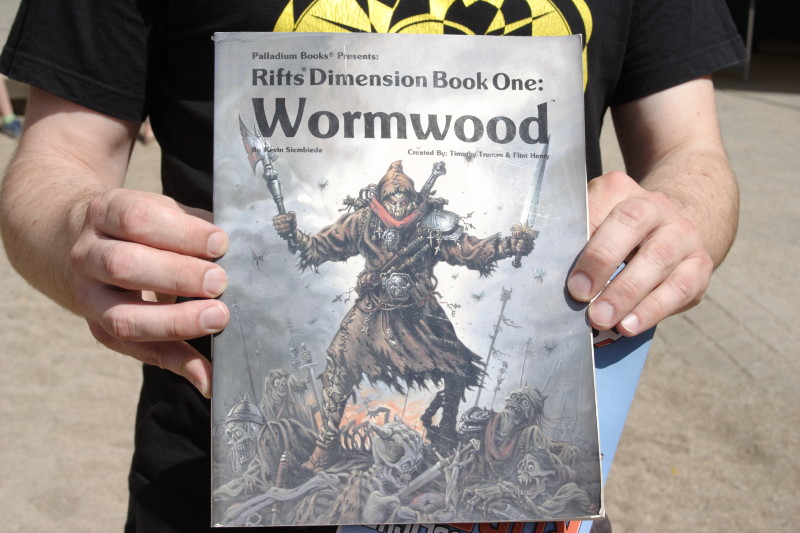 Palladium Books® Presents:
Rifts® Dimension Book One:
Wormwood™
By Kevin Siembieda
Created By: Timothy Truman & Flint Henry